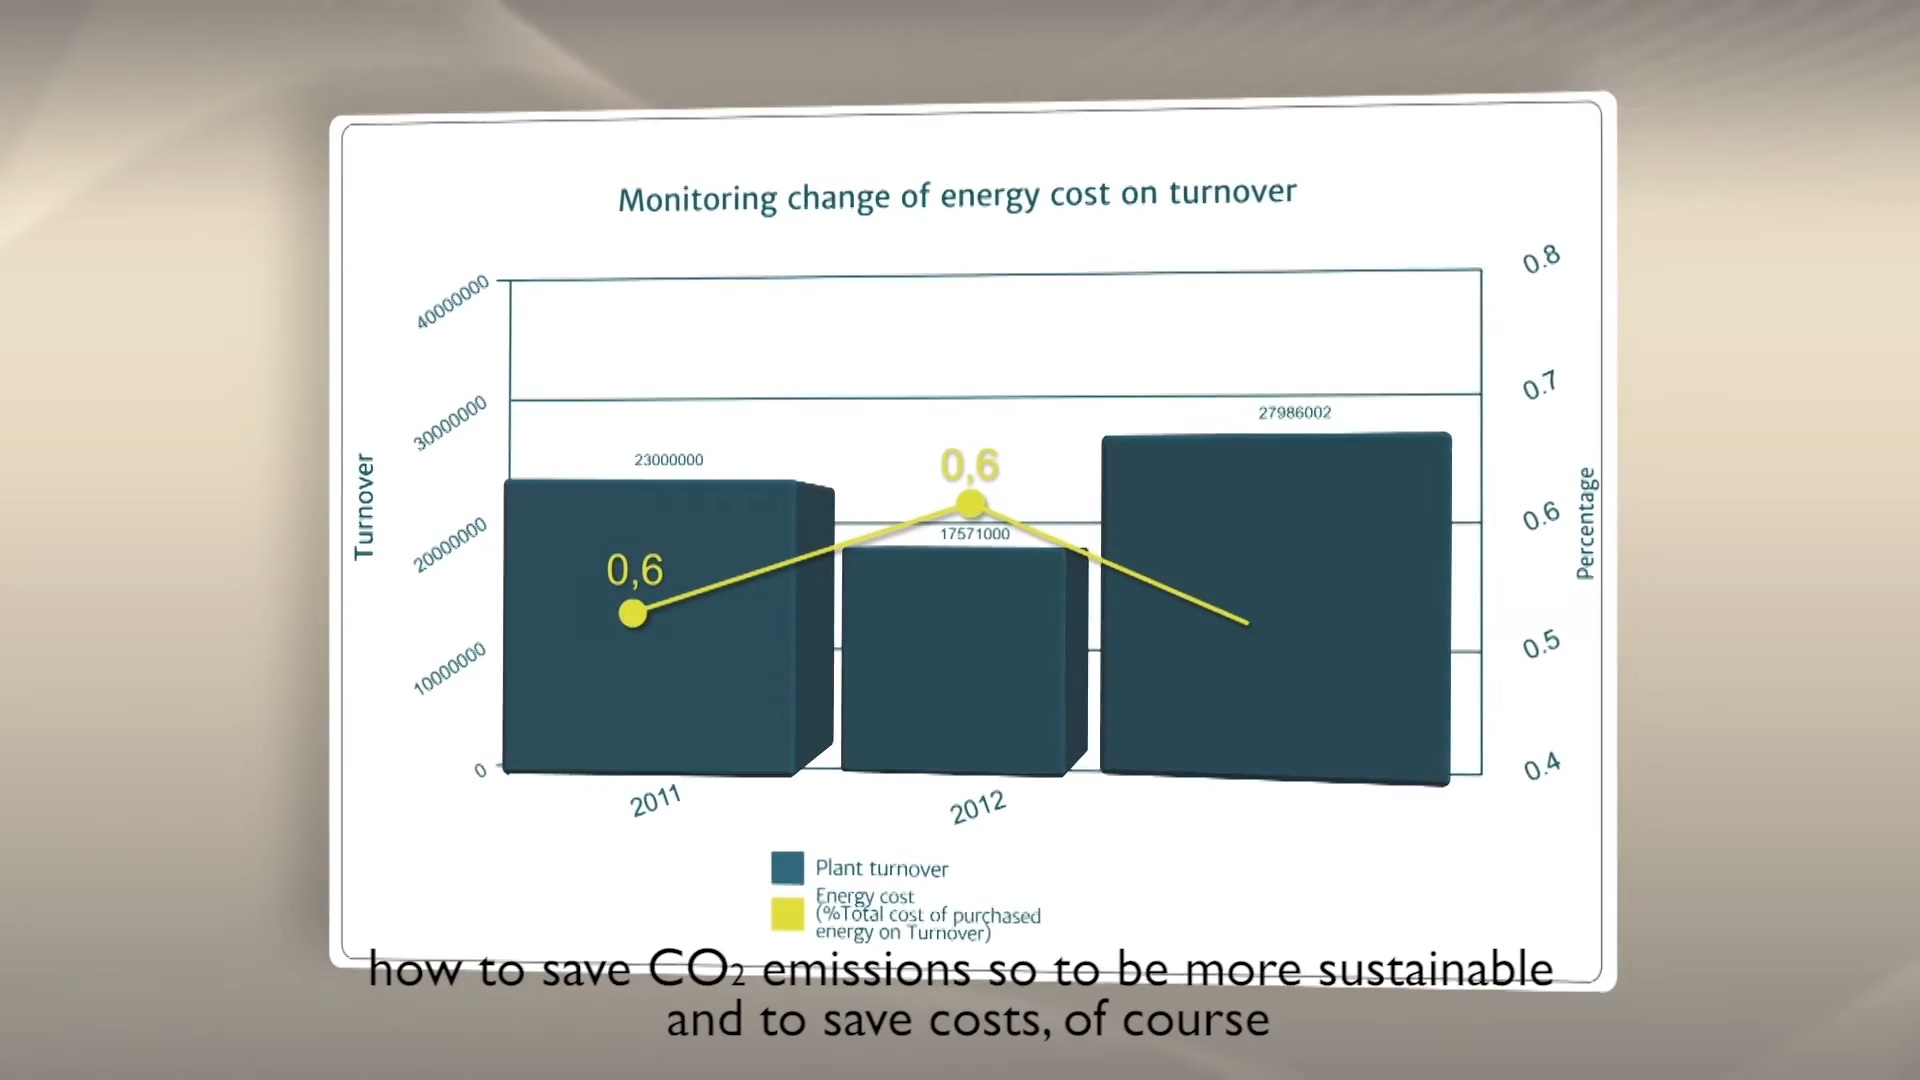 Monitoring change of energy cost on turnover
Turnover
40000000
30000000
20000000
10000000
0
23000000
17571000
27986002
0,6
0,6
0.8
0.7
0.6
0.5
0.4
Percentage
2011
2012
Plant turnover
Energy cost
(%Total cost of purchased
energy on Turnover)
how to save CO₂ emissions so to be more sustainable
and to save costs, of course